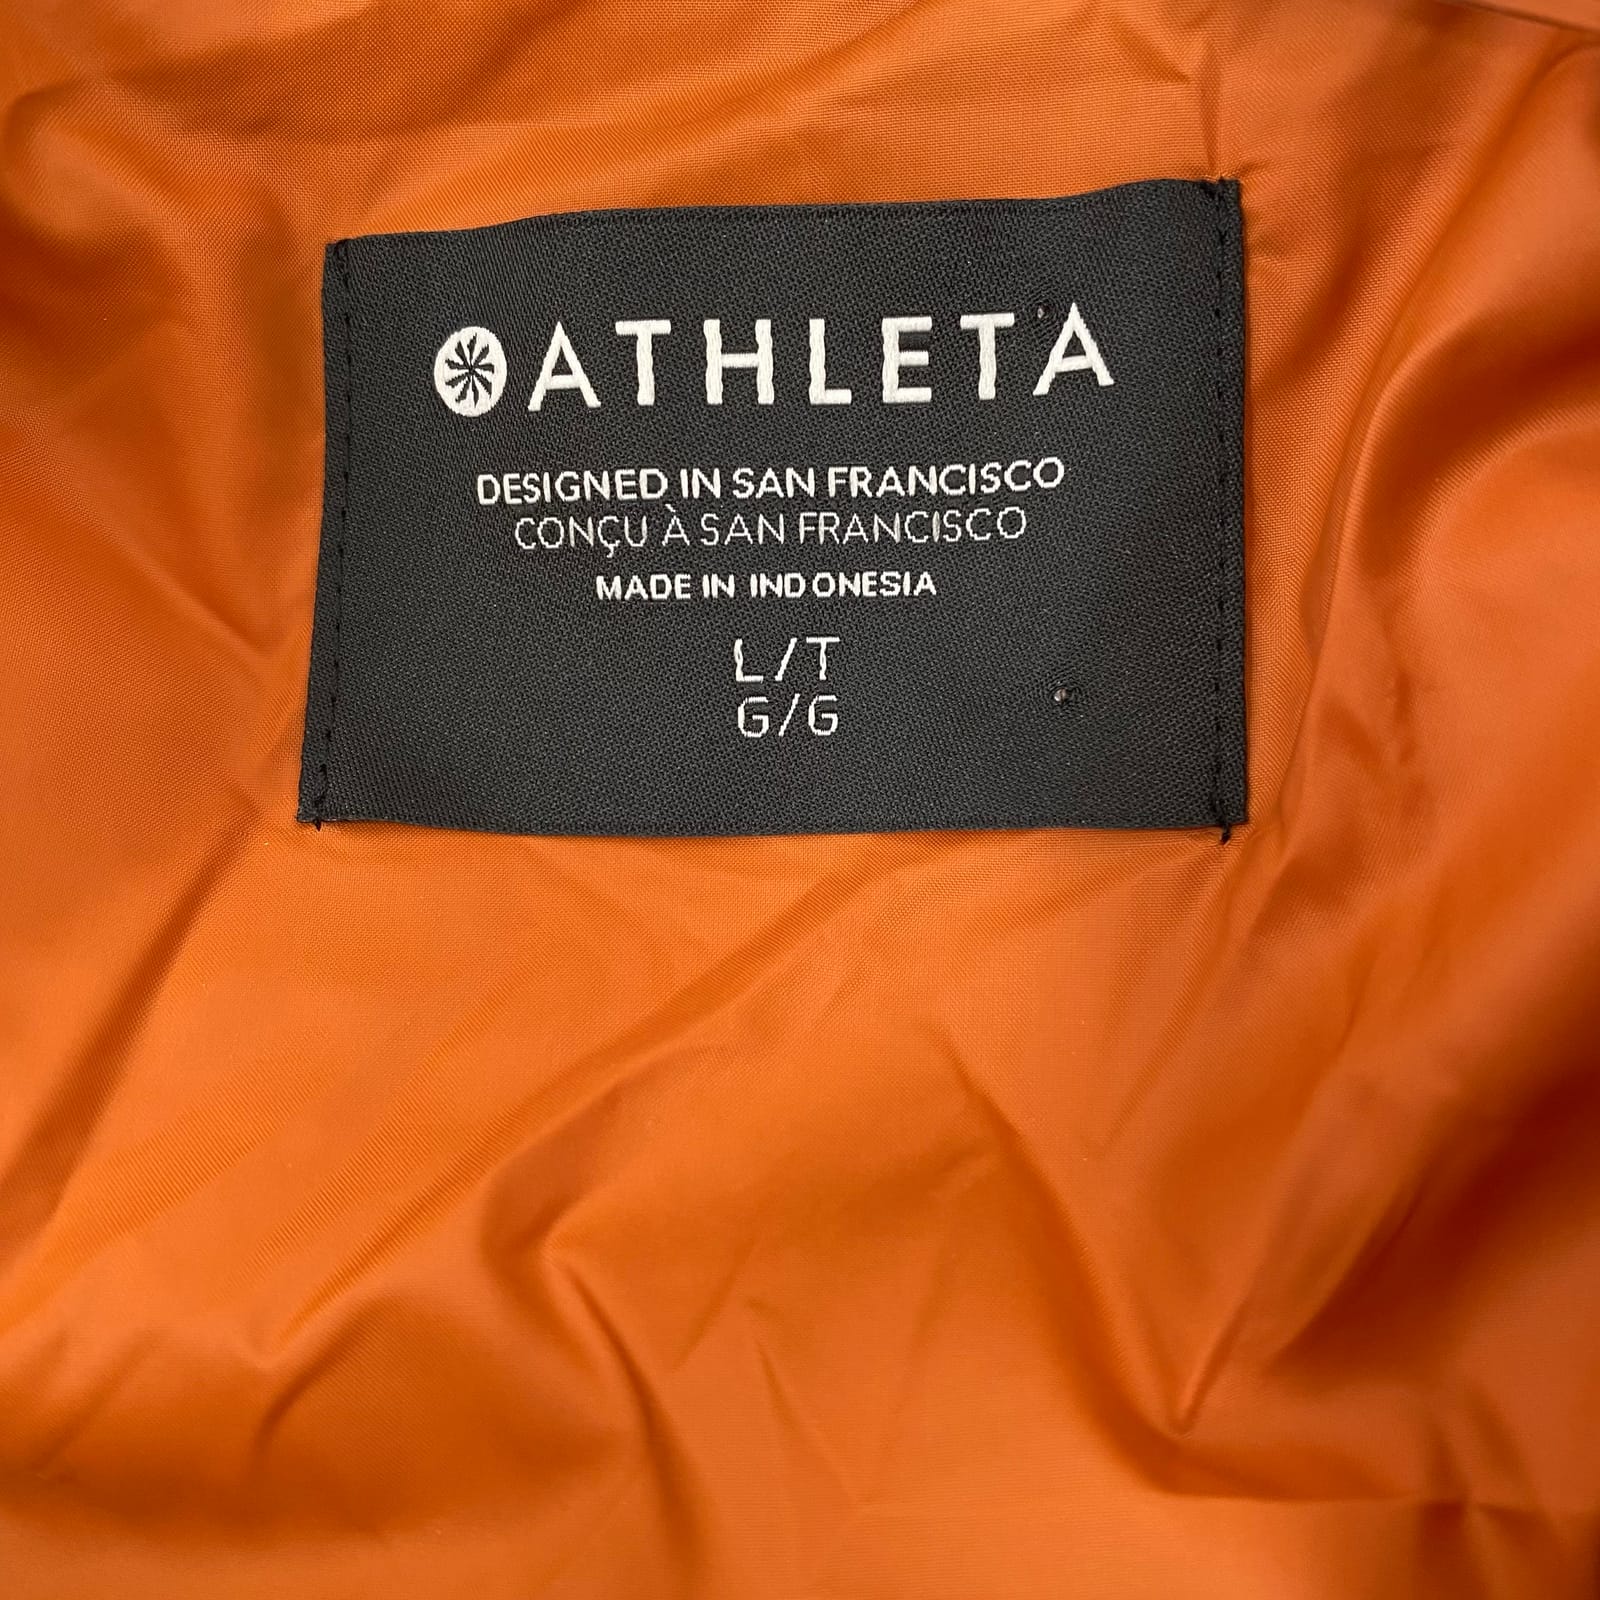 ATHLETA
DESIGNED IN SAN FRANCISCO
CONÇU À SAN FRANCISCO
MADE IN INDONESIA
L/T
G/G